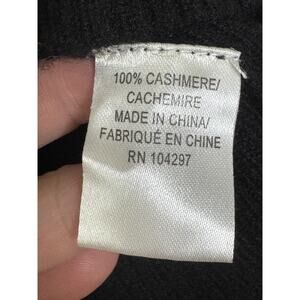 100% CASHMERE/
CACHEMIRE
MADE IN CHINA/
FABRIQUÉ EN CHINE
RN 104297